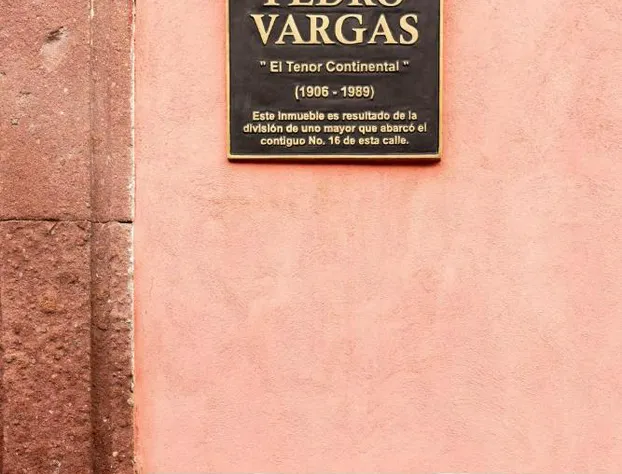 PEDRO
VARGAS
" El Tenor Continental "
(1906 - 1989)
Este Inmueble es resultado de la
división de uno mayor que abarcó el
contiguo No. 16 de esta calle.